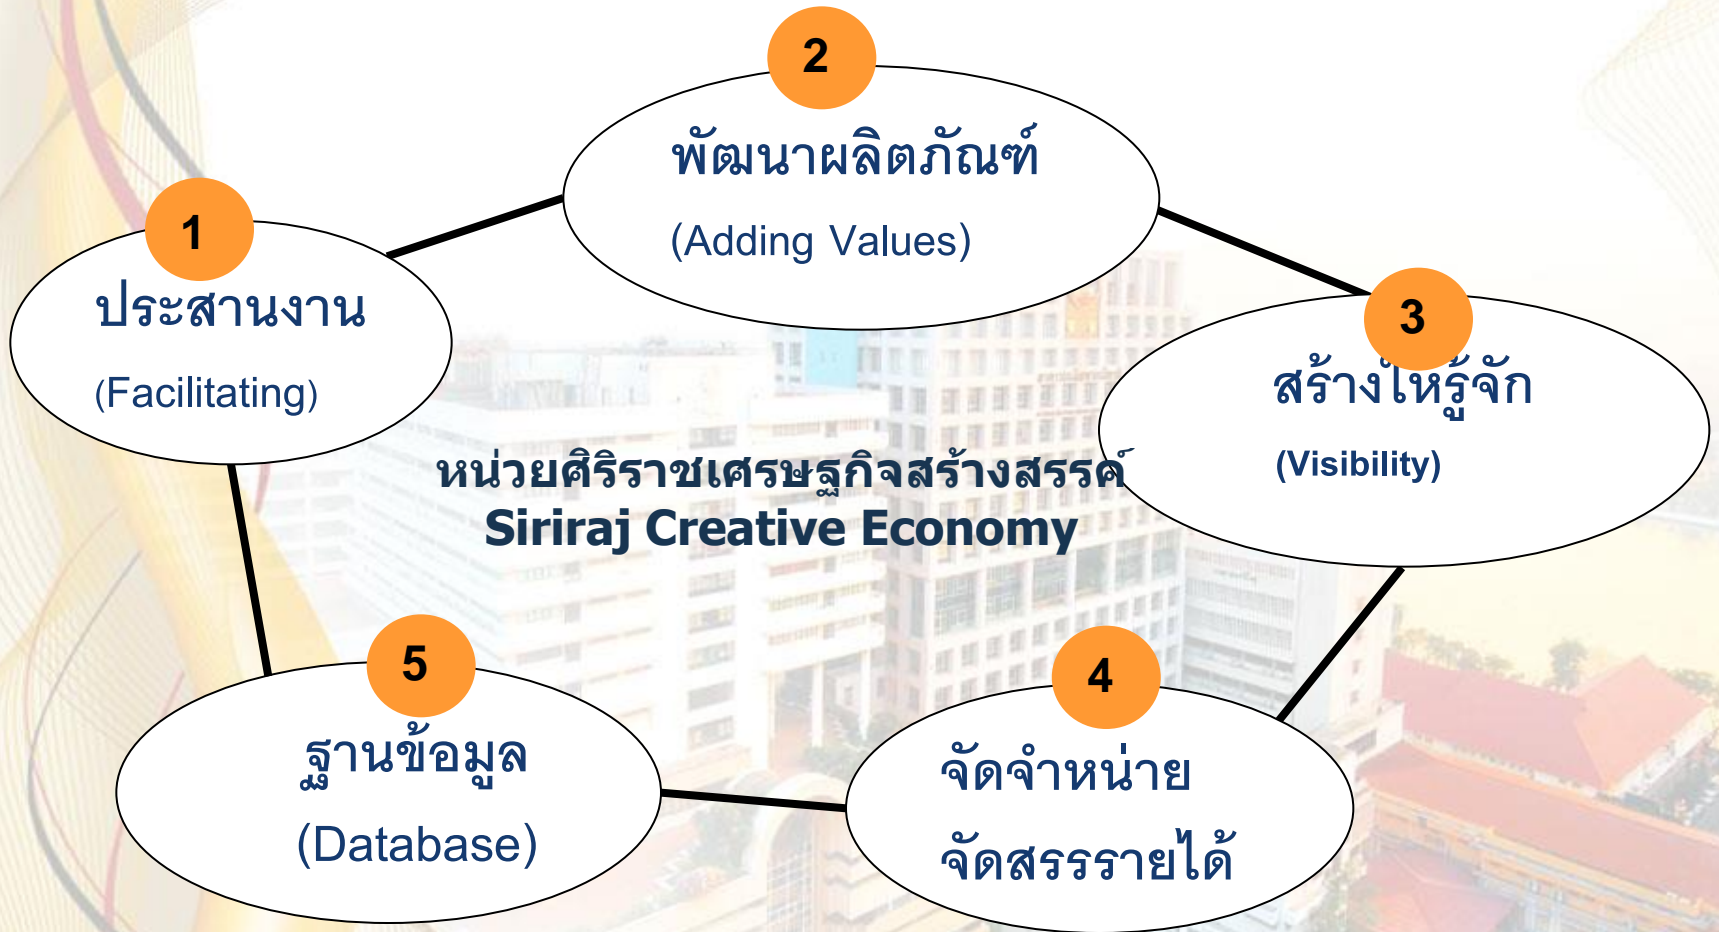 1
ประสานงาน
(Facilitating)
2
พัฒนาผลิตภัณฑ์
(Adding Values)
3
สร้างให้รู้จัก
(Visibility)
หน่วยศิริราชเศรษฐกิจสร้างสรรค์
Siriraj Creative Economy
4
จัดจำหน่าย
จัดสรรรายได้
5
ฐานข้อมูล
(Database)